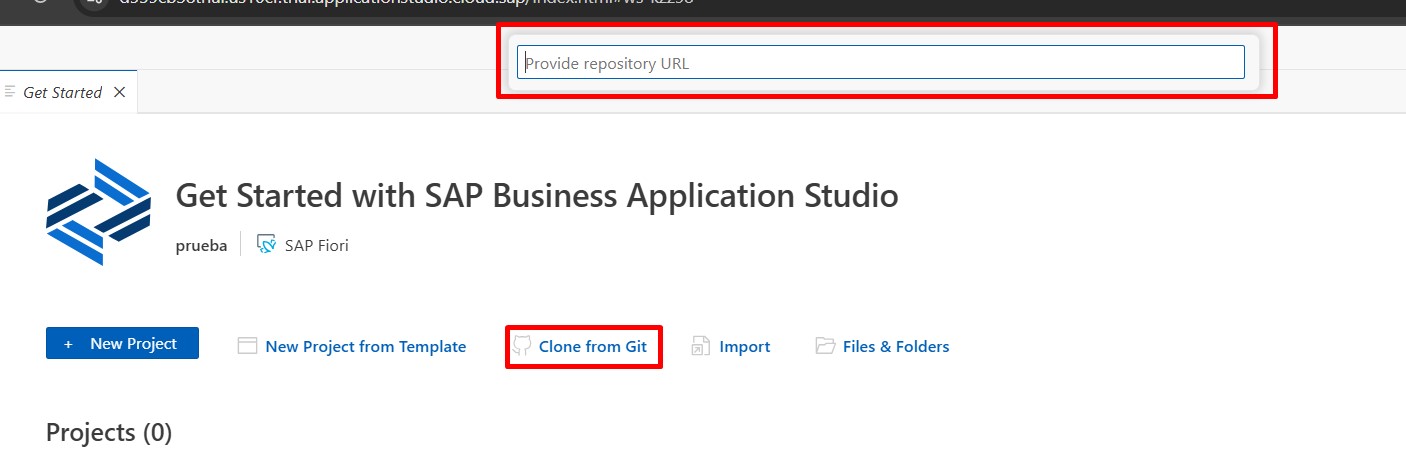 Provide repository URL
Get Started
Get Started with SAP Business Application Studio
prueba SAP Fiori
+ New Project New Project from Template Clone from Git Import Files & Folders
Projects (0)